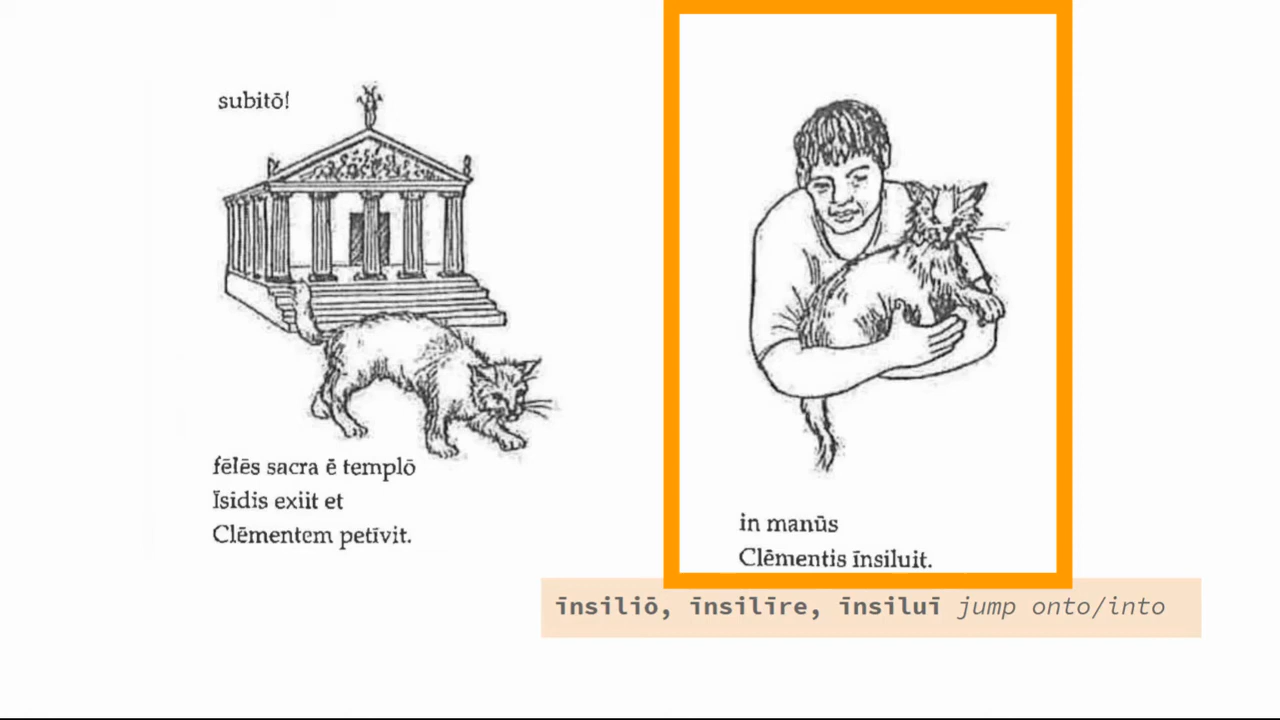 subitō!
fēlēs sacra ē templō
Īsidis exiit et
Clēmentem petīvit.
in manūs
Clēmentis īnsiluit.
īnsiliō, īnsilīre, īnsiluī jump onto/into